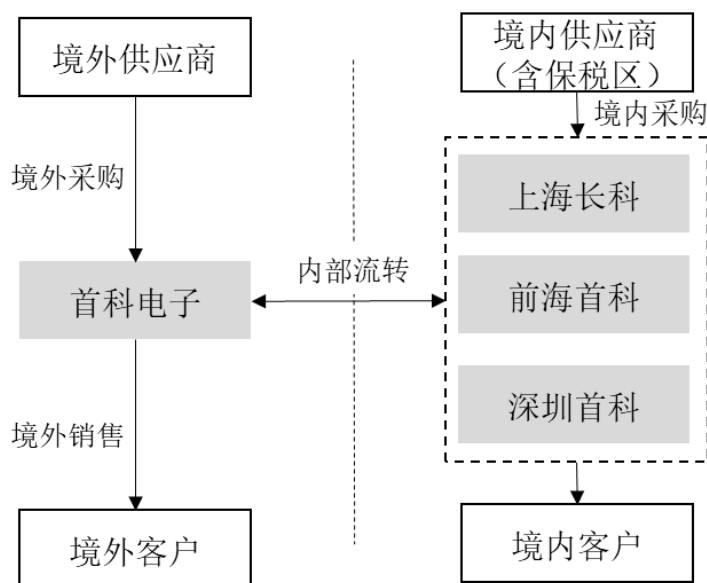 境外供应商
境内供应商
（含保税区）
境内采购
境外采购
上海长科
内部流转
首科电子
前海首科
深圳首科
境外销售
境外客户
境内客户